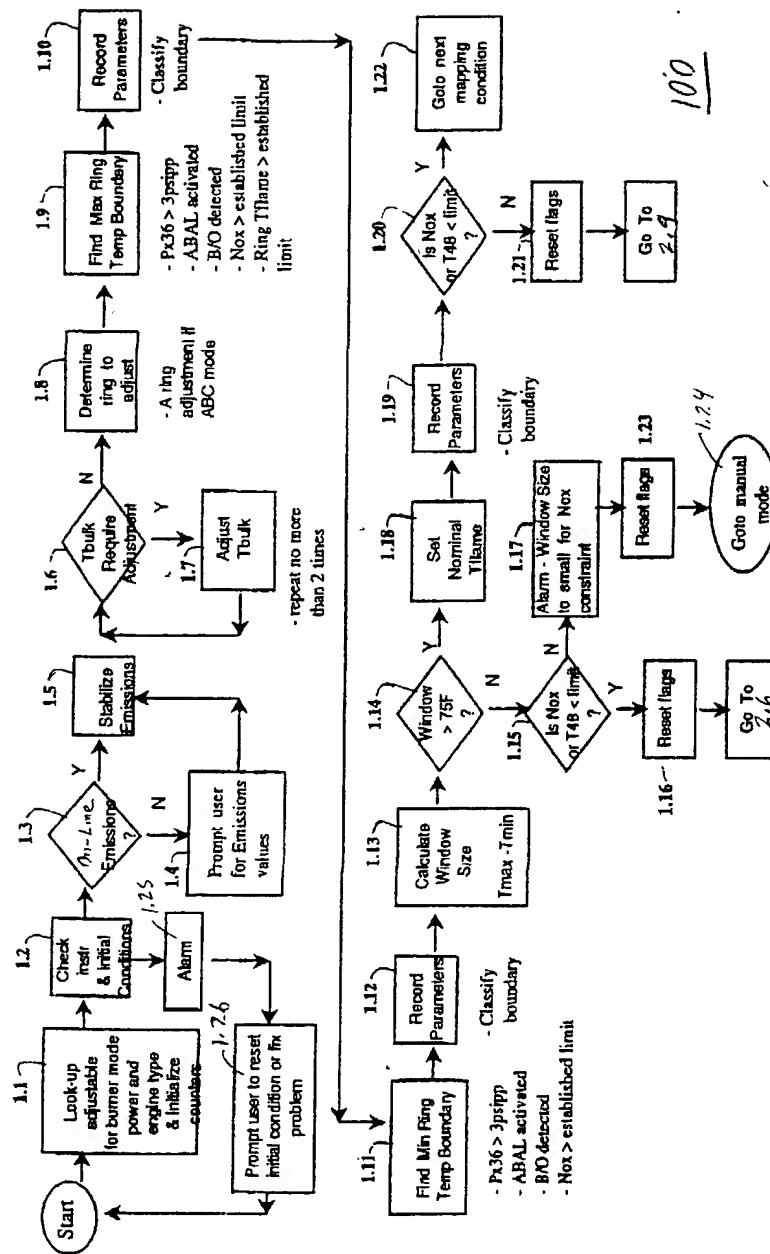 Start
1.1
Look-up
adjustable
for burner mode
power and
engine type
& Initialize
counters
1.2
Check
instr
& Initial
Conditions
1.25
Alarm
1.26
Prompt user to reset
initial condition or fix
problem
1.3
On-Line
Emissions
?
Y
N
1.4
Prompt user
for Emissions
values
1.5
Stabilize
Emissions
1.6
Tbulk
Require
Adjustment
N
Y
1.7
Adjust
Tbulk
- repeat no more
than 2 times
1.8
Determine
ring to
adjust
- A ring
adjustment if
ABC mode
1.9
Find Max Ring
Temp Boundary
- Px36 > 3psipp
- ABAL activated
- B/O detected
- Nox > established limit
- Ring Tflame > established
limit
1.10
Record
Parameters
- Classify
boundary
1.11
Find Min Ring
Temp Boundary
- Px36 > 3psipp
- ABAL activated
- B/O detected
- Nox > established limit
1.12
Record
Parameters
- Classify
boundary
1.13
Calculate
Window
Size
Tmax -Tmin
1.14
Window
> 75F
?
Y
N
1.15
Is Nox
or T48 < limit
?
N
Y
1.16
Reset flags
Go To
2.6
1.17
Alarm - Window Size
to small for Nox
constraint
1.23
Reset flags
1.24
Goto manual
mode
1.18
Set
Nominal
Tflame
1.19
Record
Parameters
- Classify
boundary
1.20
Is Nox
or T48 < limit
?
Y
N
1.21
Reset flags
Go To
2.9
1.22
Goto next
mapping
condition
100